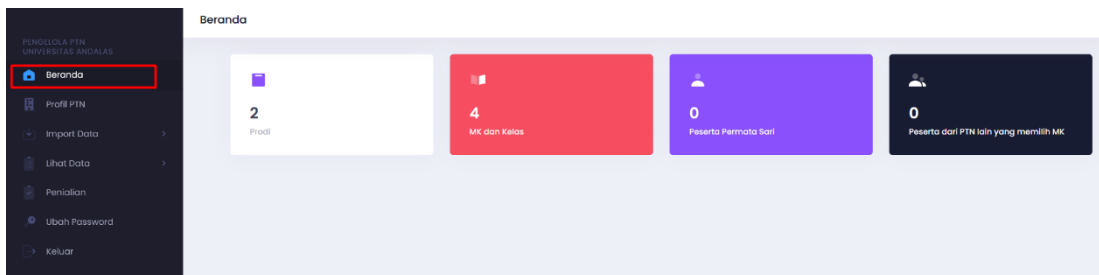 PENGELOLA PTN
UNIVERSITAS ANDALAS
Beranda
Profil PTN
Import Data
Lihat Data
Penialian
Ubah Password
Keluar
Beranda
2
Prodi
4
MK dan Kelas
0
Peserta Permata Sari
0
Peserta dari PTN lain yang memilih MK